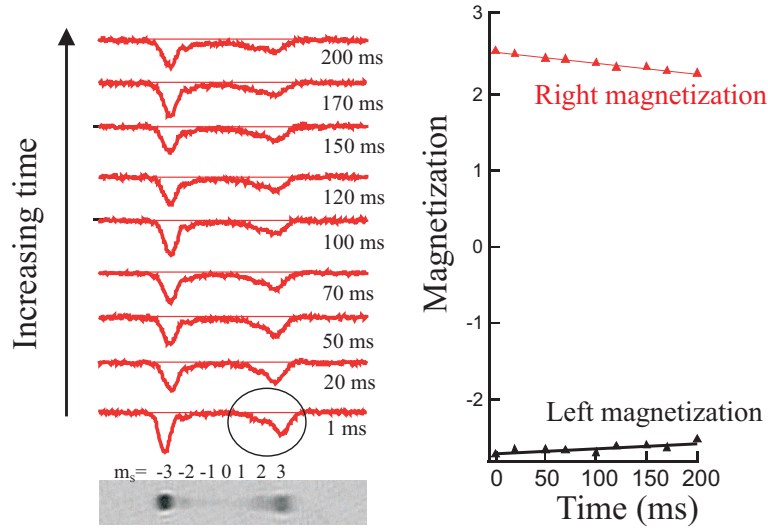 Increasing time
200 ms
170 ms
150 ms
120 ms
100 ms
70 ms
50 ms
20 ms
1 ms
mₛ= -3 -2 -1 0 1 2 3
Magnetization
3
2
1
0
-1
-2
Right magnetization
Left magnetization
0 50 100 150 200
Time (ms)